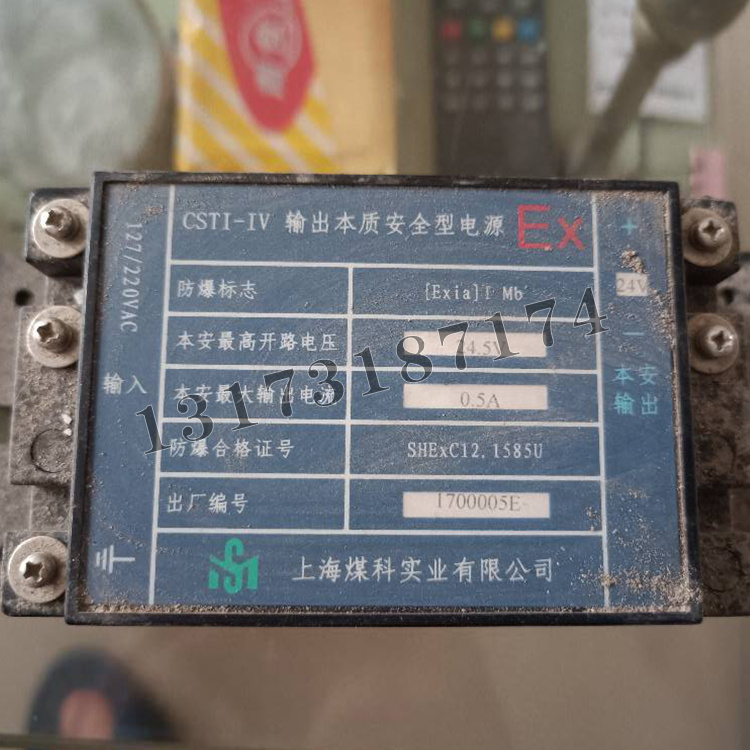 CSTI-IV 输出本质安全型电源 Ex
防爆标志 [Exia]I Mb
本安最高开路电压 24.5V
本安最大输出电流 0.5A
防爆合格证号 SHExC12.1585U
出厂编号 1700005E
上海煤科实业有限公司
127/220VAC
输入
+
24V
−
本安
输出
13173187174